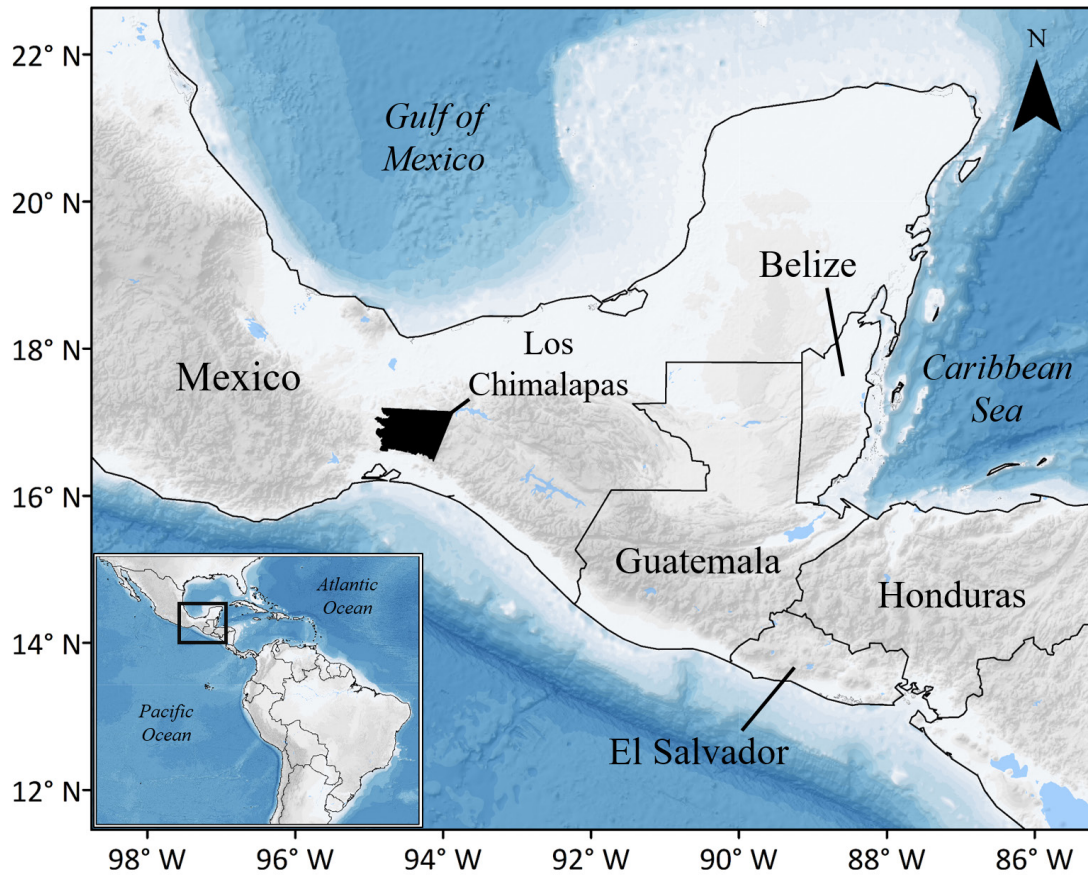 22° N
20° N
18° N
16° N
14° N
12° N
98° W
96° W
94° W
92° W
90° W
88° W
86° W
N
Gulf of
Mexico
Belize
Los
Chimalapas
Mexico
Caribbean
Sea
Guatemala
Honduras
El Salvador
Atlantic
Ocean
Pacific
Ocean